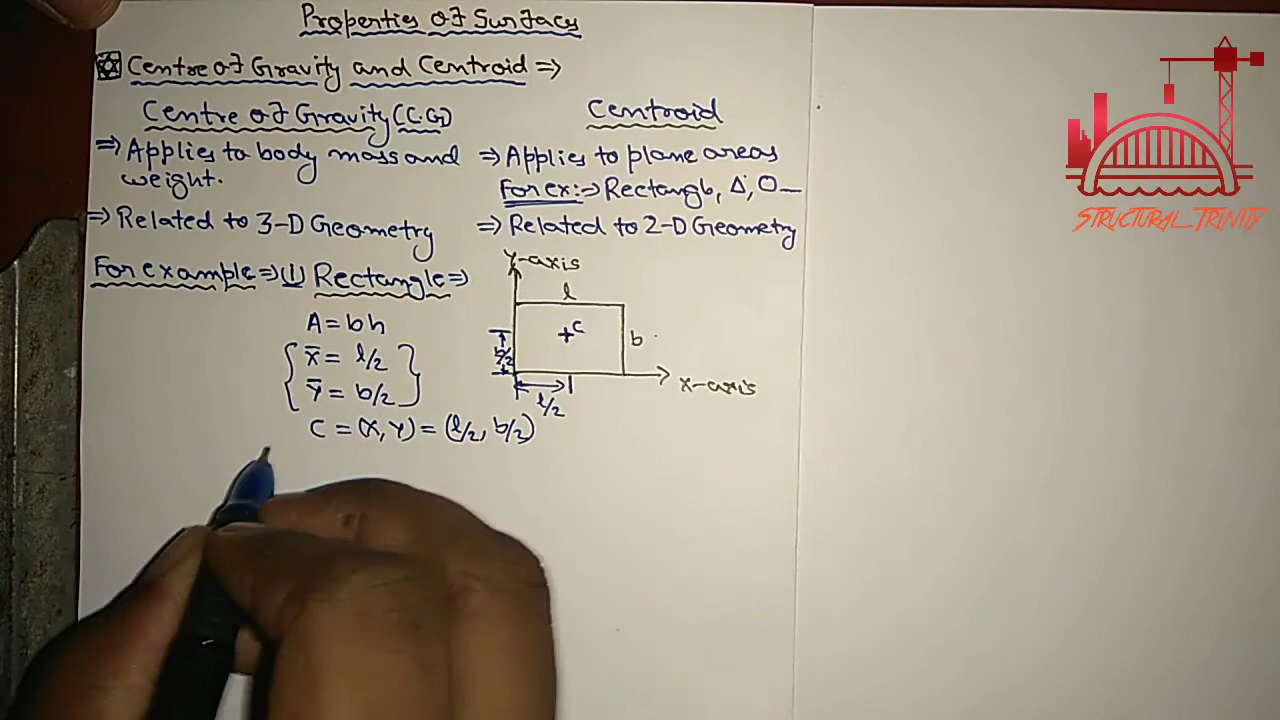 Properties of Surfaces
Centre of Gravity and Centroid ⇒
Centre of Gravity (C.G)
⇒ Applies to body mass and
weight.
⇒ Related to 3-D Geometry
Centroid
⇒ Applies to plane areas
For ex:⇒ Rectangle, Δ, O—
⇒ Related to 2-D Geometry
For example ⇒ (1) Rectangle ⇒
A = bh
x̄ = l/2
ȳ = b/2
C = (x, y) = (l/2, b/2)
y-axis
l
c
b
b/2
l/2
x-axis
STRUCTURAL_TRINITY